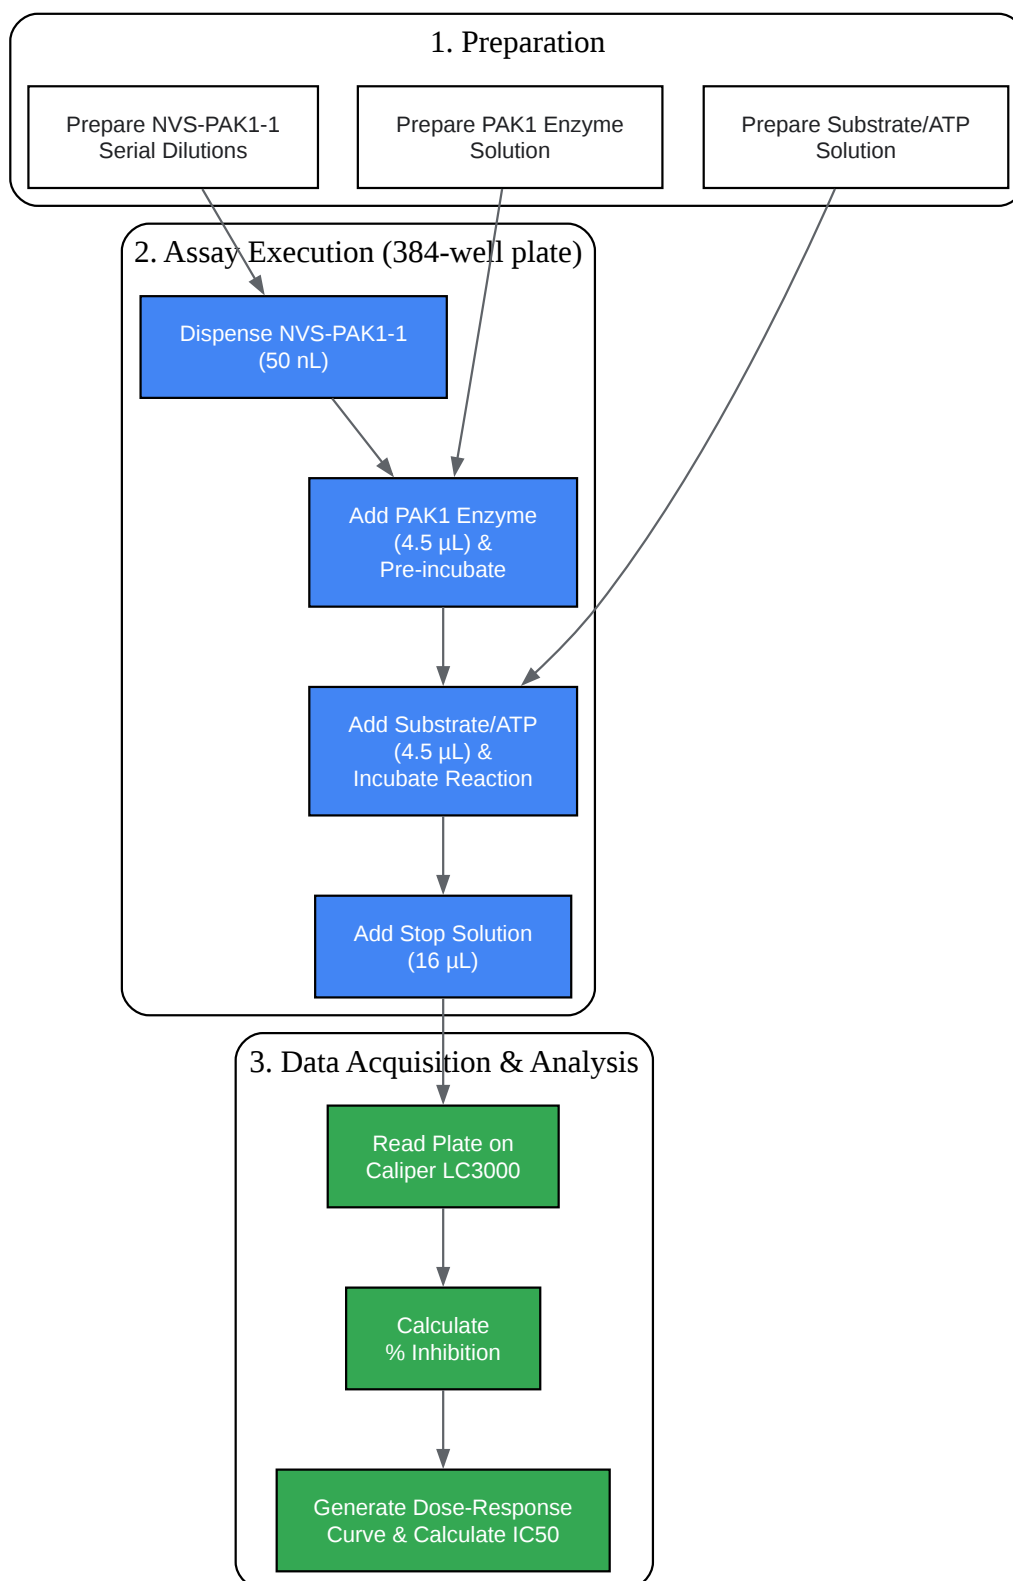 1. Preparation
Prepare NVS-PAK1-1
Serial Dilutions
Prepare PAK1 Enzyme
Solution
Prepare Substrate/ATP
Solution
2. Assay Execution (384-well plate)
Dispense NVS-PAK1-1
(50 nL)
Add PAK1 Enzyme
(4.5 µL) &
Pre-incubate
Add Substrate/ATP
(4.5 µL) &
Incubate Reaction
Add Stop Solution
(16 µL)
3. Data Acquisition & Analysis
Read Plate on
Caliper LC3000
Calculate
% Inhibition
Generate Dose-Response
Curve & Calculate IC50